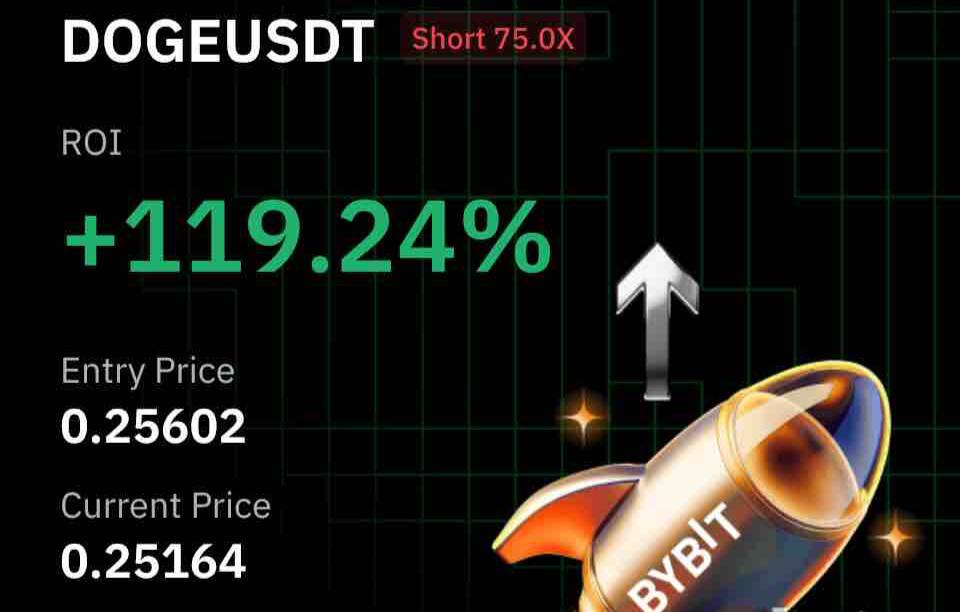 DOGEUSDT Short 75.0X
ROI
+119.24%
Entry Price
0.25602
Current Price
0.25164
BYBIT